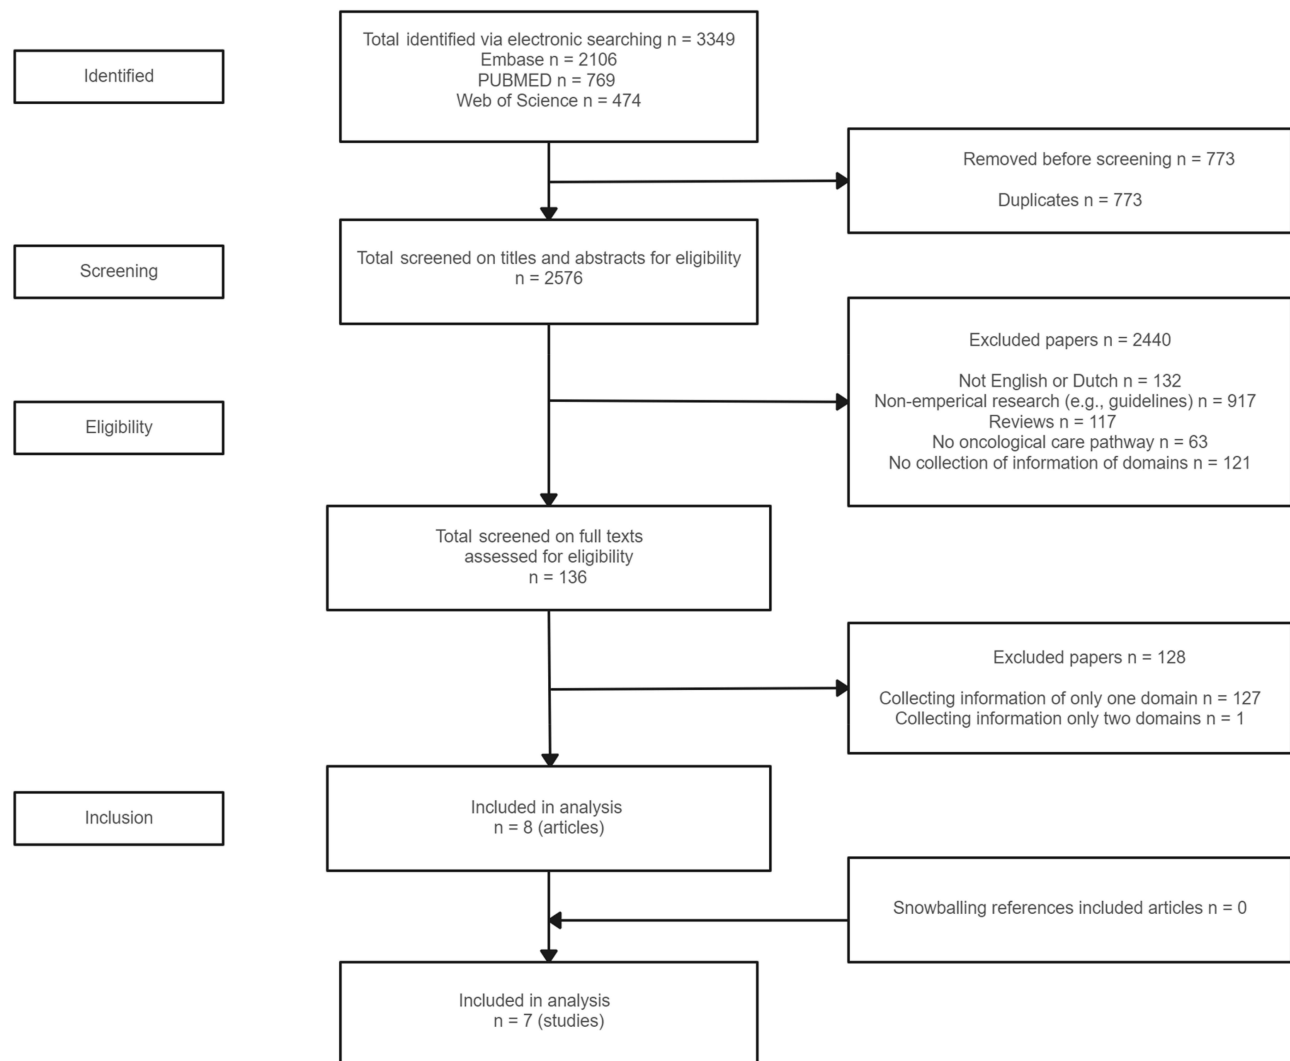 Identified
Total identified via electronic searching n = 3349
Embase n = 2106
PUBMED n = 769
Web of Science n = 474
Removed before screening n = 773
Duplicates n = 773
Screening
Total screened on titles and abstracts for eligibility
n = 2576
Excluded papers n = 2440
Not English or Dutch n = 132
Non-emperical research (e.g., guidelines) n = 917
Reviews n = 117
No oncological care pathway n = 63
No collection of information of domains n = 121
Eligibility
Total screened on full texts
assessed for eligibility
n = 136
Excluded papers n = 128
Collecting information of only one domain n = 127
Collecting information only two domains n = 1
Inclusion
Included in analysis
n = 8 (articles)
Snowballing references included articles n = 0
Included in analysis
n = 7 (studies)